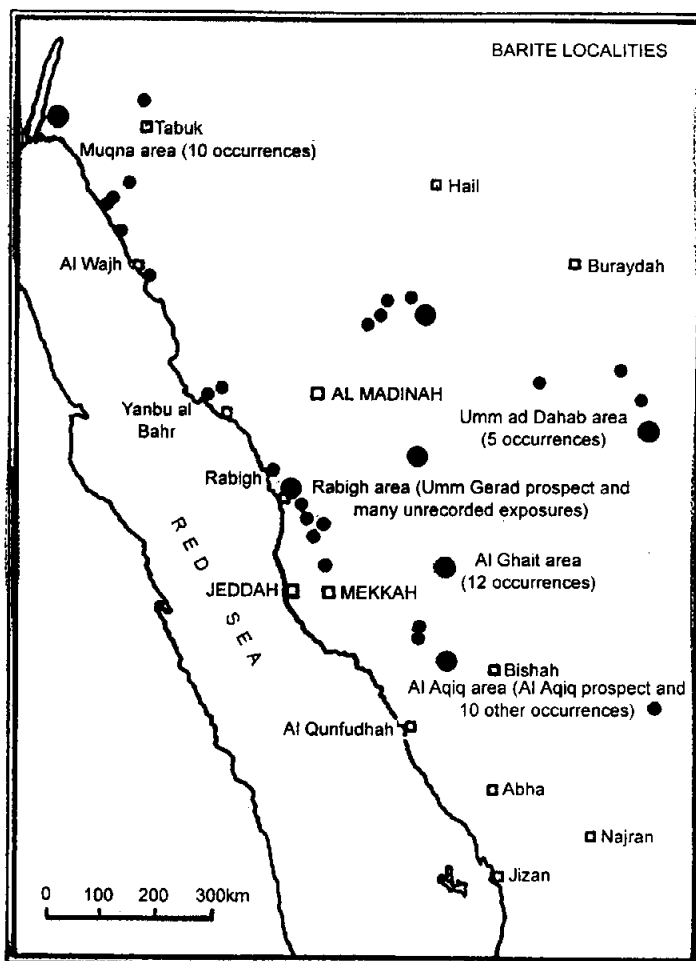 BARITE LOCALITIES
Tabuk
Muqna area (10 occurrences)
Hail
Al Wajh
Buraydah
AL MADINAH
Yanbu al
Bahr
Umm ad Dahab area
(5 occurrences)
Rabigh
Rabigh area (Umm Gerad prospect and
many unrecorded exposures)
RED SEA
Al Ghait area
(12 occurrences)
JEDDAH
MEKKAH
Bishah
Al Aqiq area (Al Aqiq prospect and
10 other occurrences)
Al Qunfudhah
Abha
Najran
Jizan
0 100 200 300km